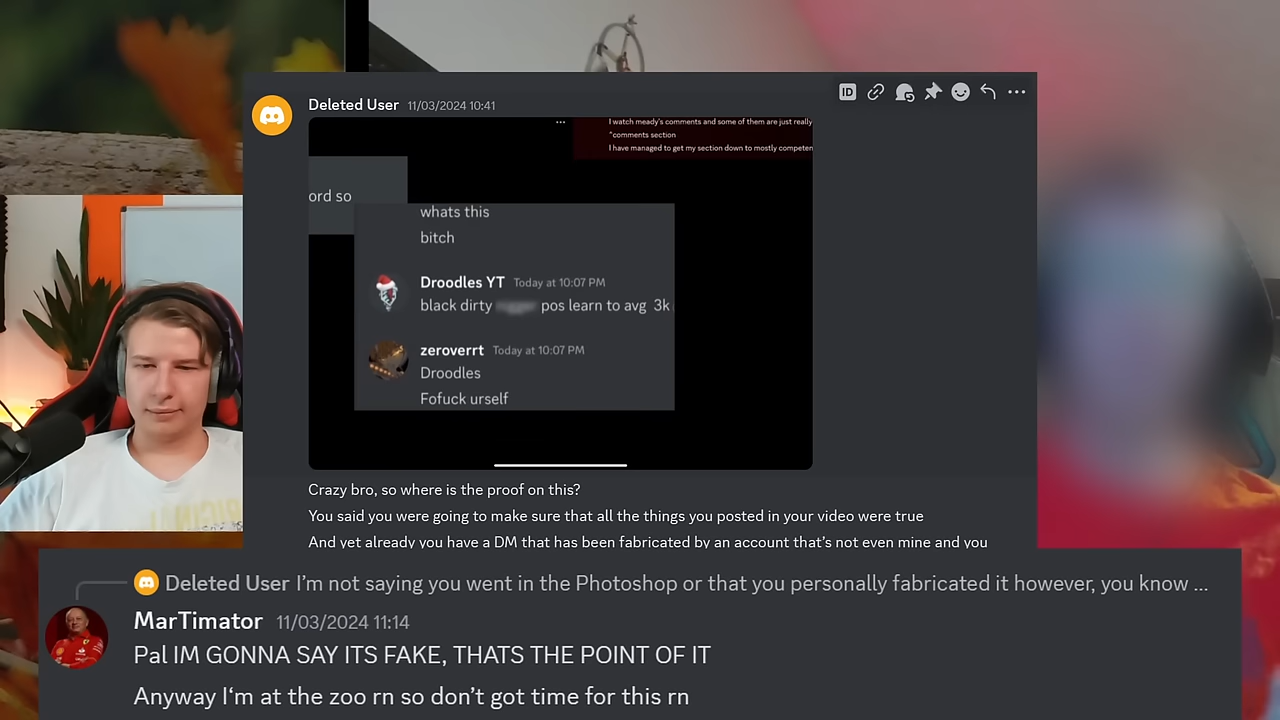 Deleted User 11/03/2024 10:41
ID
I watch meady's comments and some of them are just really
"comments section
I have managed to get my section down to mostly competen
ord so
whats this
bitch
Droodles YT Today at 10:07 PM
black dirty pos learn to avg 3k
zeroverrt Today at 10:07 PM
Droodles
Fofuck urself
Crazy bro, so where is the proof on this?
You said you were going to make sure that all the things you posted in your video were true
And yet already you have a DM that has been fabricated by an account that's not even mine and you
Deleted User I'm not saying you went in the Photoshop or that you personally fabricated it however, you know ...
MarTimator 11/03/2024 11:14
Pal IM GONNA SAY ITS FAKE, THATS THE POINT OF IT
Anyway I'm at the zoo rn so don't got time for this rn